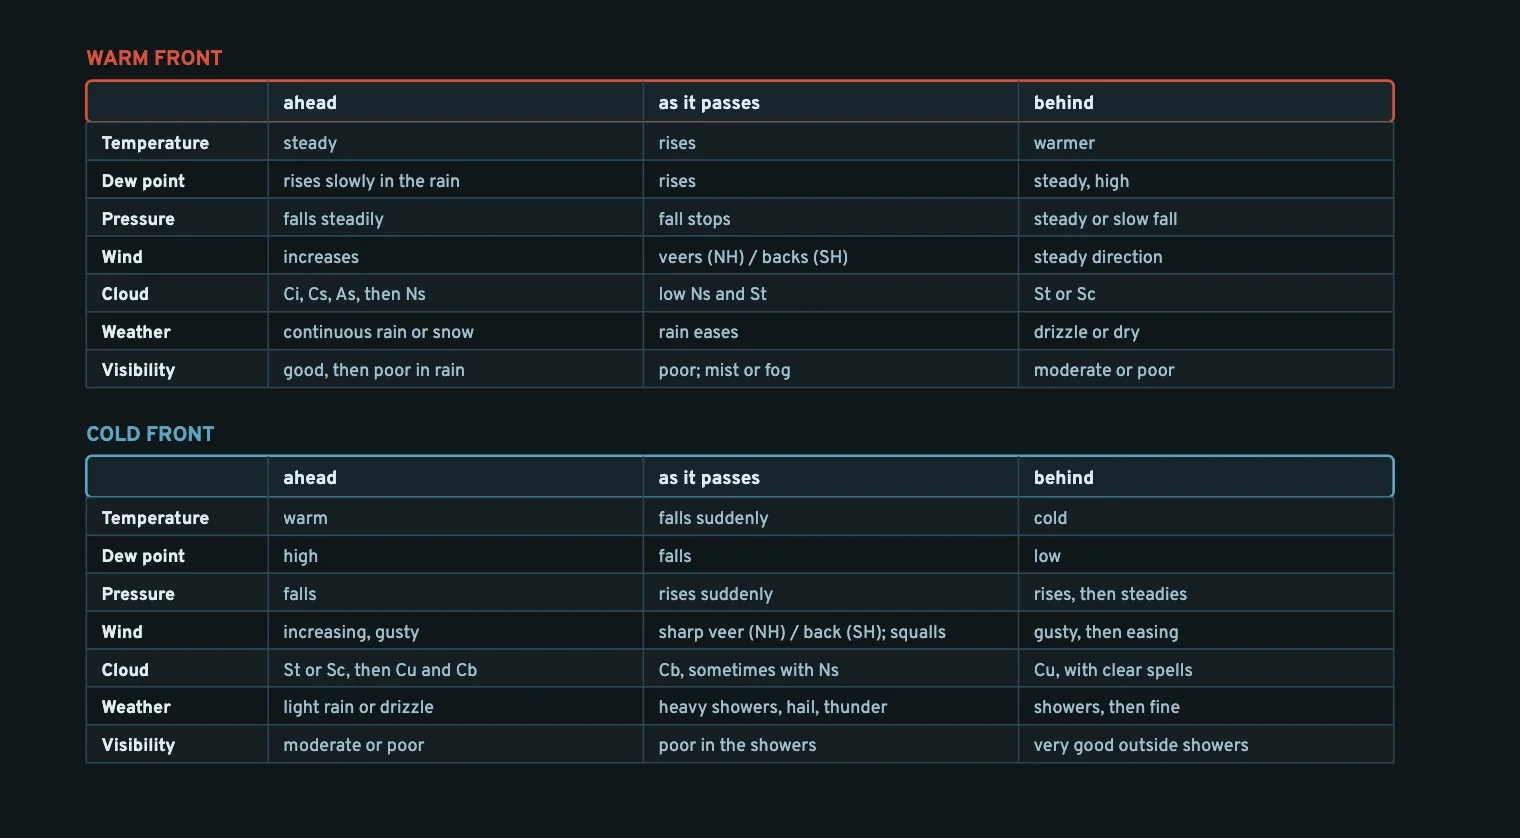 WARM FRONT
ahead as it passes behind
Temperature steady rises warmer
Dew point rises slowly in the rain rises steady, high
Pressure falls steadily fall stops steady or slow fall
Wind increases veers (NH) / backs (SH) steady direction
Cloud Ci, Cs, As, then Ns low Ns and St St or Sc
Weather continuous rain or snow rain eases drizzle or dry
Visibility good, then poor in rain poor; mist or fog moderate or poor
COLD FRONT
ahead as it passes behind
Temperature warm falls suddenly cold
Dew point high falls low
Pressure falls rises suddenly rises, then steadies
Wind increasing, gusty sharp veer (NH) / back (SH); squalls gusty, then easing
Cloud St or Sc, then Cu and Cb Cb, sometimes with Ns Cu, with clear spells
Weather light rain or drizzle heavy showers, hail, thunder showers, then fine
Visibility moderate or poor poor in the showers very good outside showers